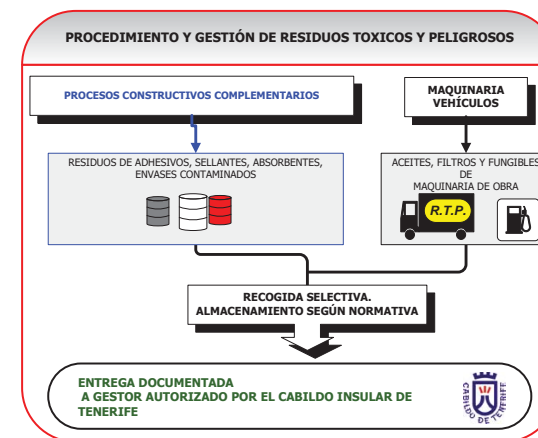 PROCEDIMIENTO Y GESTIÓN DE RESIDUOS TOXICOS Y PELIGROSOS
PROCESOS CONSTRUCTIVOS COMPLEMENTARIOS
MAQUINARIA
VEHÍCULOS
RESIDUOS DE ADHESIVOS, SELLANTES, ABSORBENTES,
ENVASES CONTAMINADOS
ACEITES, FILTROS Y FUNGIBLES
DE
MAQUINARIA DE OBRA
R.T.P.
RECOGIDA SELECTIVA.
ALMACENAMIENTO SEGÚN NORMATIVA
ENTREGA DOCUMENTADA
A GESTOR AUTORIZADO POR EL CABILDO INSULAR DE
TENERIFE
CABILDO DE TENERIFE